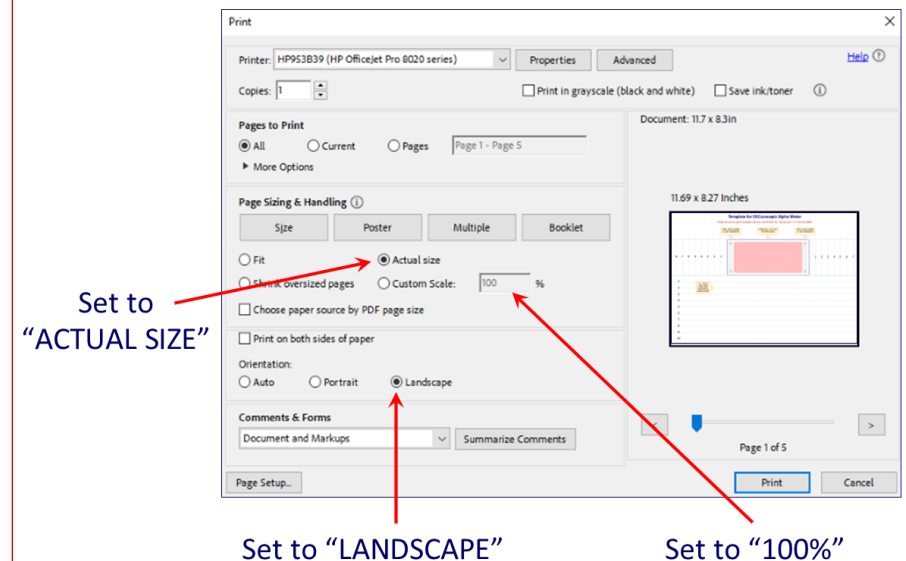 Print
Printer: HP953B39 (HP OfficeJet Pro 8020 series) Properties Advanced Help
Copies: 1 Print in grayscale (black and white) Save ink/toner
Pages to Print
All Current Pages Page 1 - Page 5
More Options
Document: 11.7 x 8.3in
Page Sizing & Handling
Size Poster Multiple Booklet
Fit Actual size
Shrink oversized pages Custom Scale: 100 %
Choose paper source by PDF page size
Print on both sides of paper
Orientation:
Auto Portrait Landscape
Comments & Forms
Document and Markups Summarize Comments
11.69 x 8.27 Inches
< >
Page 1 of 5
Page Setup... Print Cancel
Set to
“ACTUAL SIZE”
Set to “LANDSCAPE”
Set to “100%”